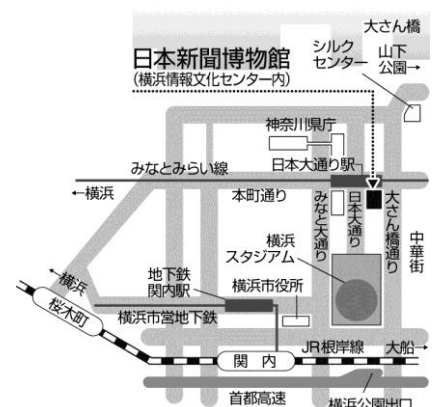 大さん橋
日本新聞博物館
(横浜情報文化センター内)
シルク
センター
山下
公園→
神奈川県庁
みなとみらい線
日本大通り駅
←横浜
本町通り
みなと大通り
日本大通り
大さん橋通り
中華街
横浜
スタジアム
←横浜
地下鉄
関内駅
横浜市役所
桜木町
横浜市営地下鉄
関内
JR根岸線
大船→
首都高速
横浜公園出口